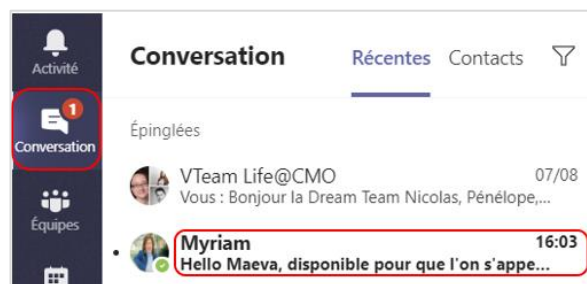 Activité
1
Conversation
Équipes
Conversation Récentes Contacts
Épinglées
VTeam Life@CMO 07/08
Vous : Bonjour la Dream Team Nicolas, Pénélope,...
Myriam 16:03
Hello Maeva, disponible pour que l'on s'appe...